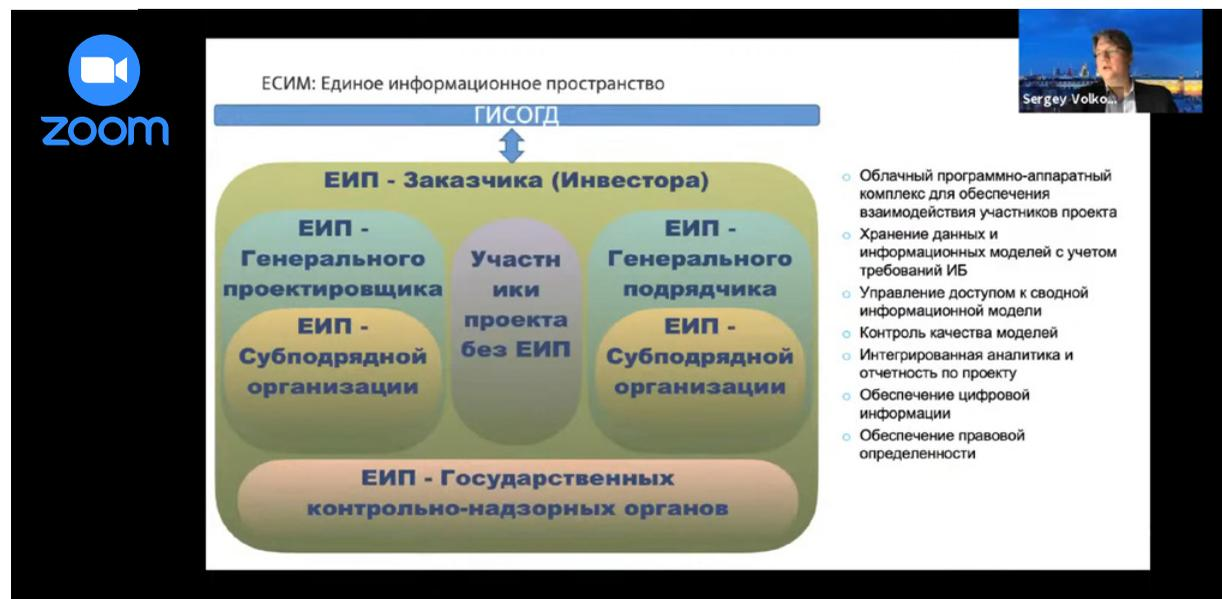 zoom
Sergey Volko...
ЕСИМ: Единое информационное пространство
ГИСОГД
ЕИП - Заказчика (Инвестора)
ЕИП -
Генерального
проектировщика
ЕИП -
Субподрядной
организации
Участн
ики
проекта
без ЕИП
ЕИП -
Генерального
подрядчика
ЕИП -
Субподрядной
организации
ЕИП - Государственных
контрольно-надзорных органов
Облачный программно-аппаратный
комплекс для обеспечения
взаимодействия участников проекта
Хранение данных и
информационных моделей с учетом
требований ИБ
Управление доступом к сводной
информационной модели
Контроль качества моделей
Интегрированная аналитика и
отчетность по проекту
Обеспечение цифровой
информации
Обеспечение правовой
определенности